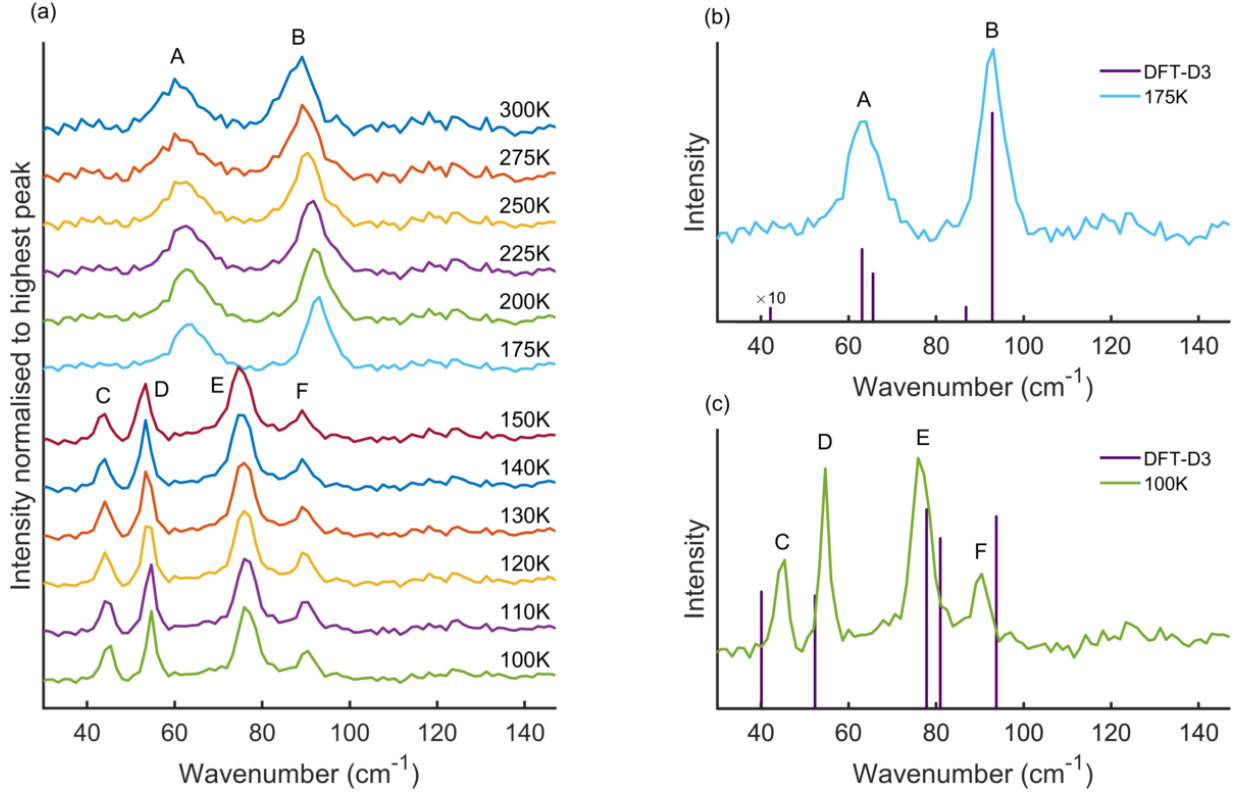 (a)
A
B
300K
275K
250K
225K
200K
175K
C
D
E
F
150K
140K
130K
120K
110K
100K
Intensity normalised to highest peak
40 60 80 100 120 140
Wavenumber (cm⁻¹)
(b)
B
A
DFT-D3
175K
×10
Intensity
40 60 80 100 120 140
Wavenumber (cm⁻¹)
(c)
D
E
C
F
DFT-D3
100K
Intensity
40 60 80 100 120 140
Wavenumber (cm⁻¹)